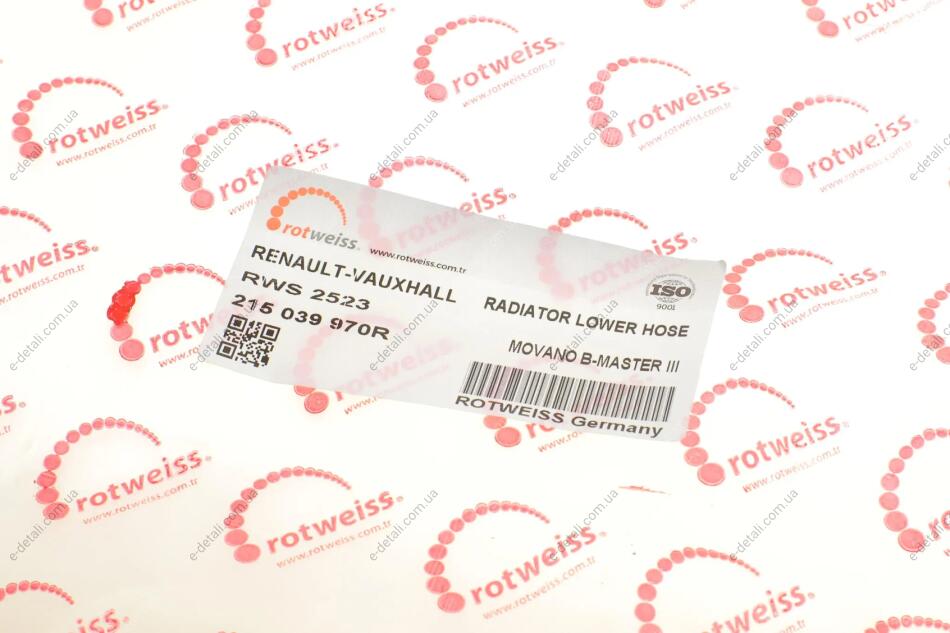 rotweiss®
www.rotweiss.com.tr
RENAULT-VAUXHALL
RWS 2523
215 039 970R
RADIATOR LOWER HOSE
MOVANO B-MASTER III
ISO
9001
ROTWEISS Germany
rotweiss®
www.rotweiss.com.tr
e-detali.com.ua